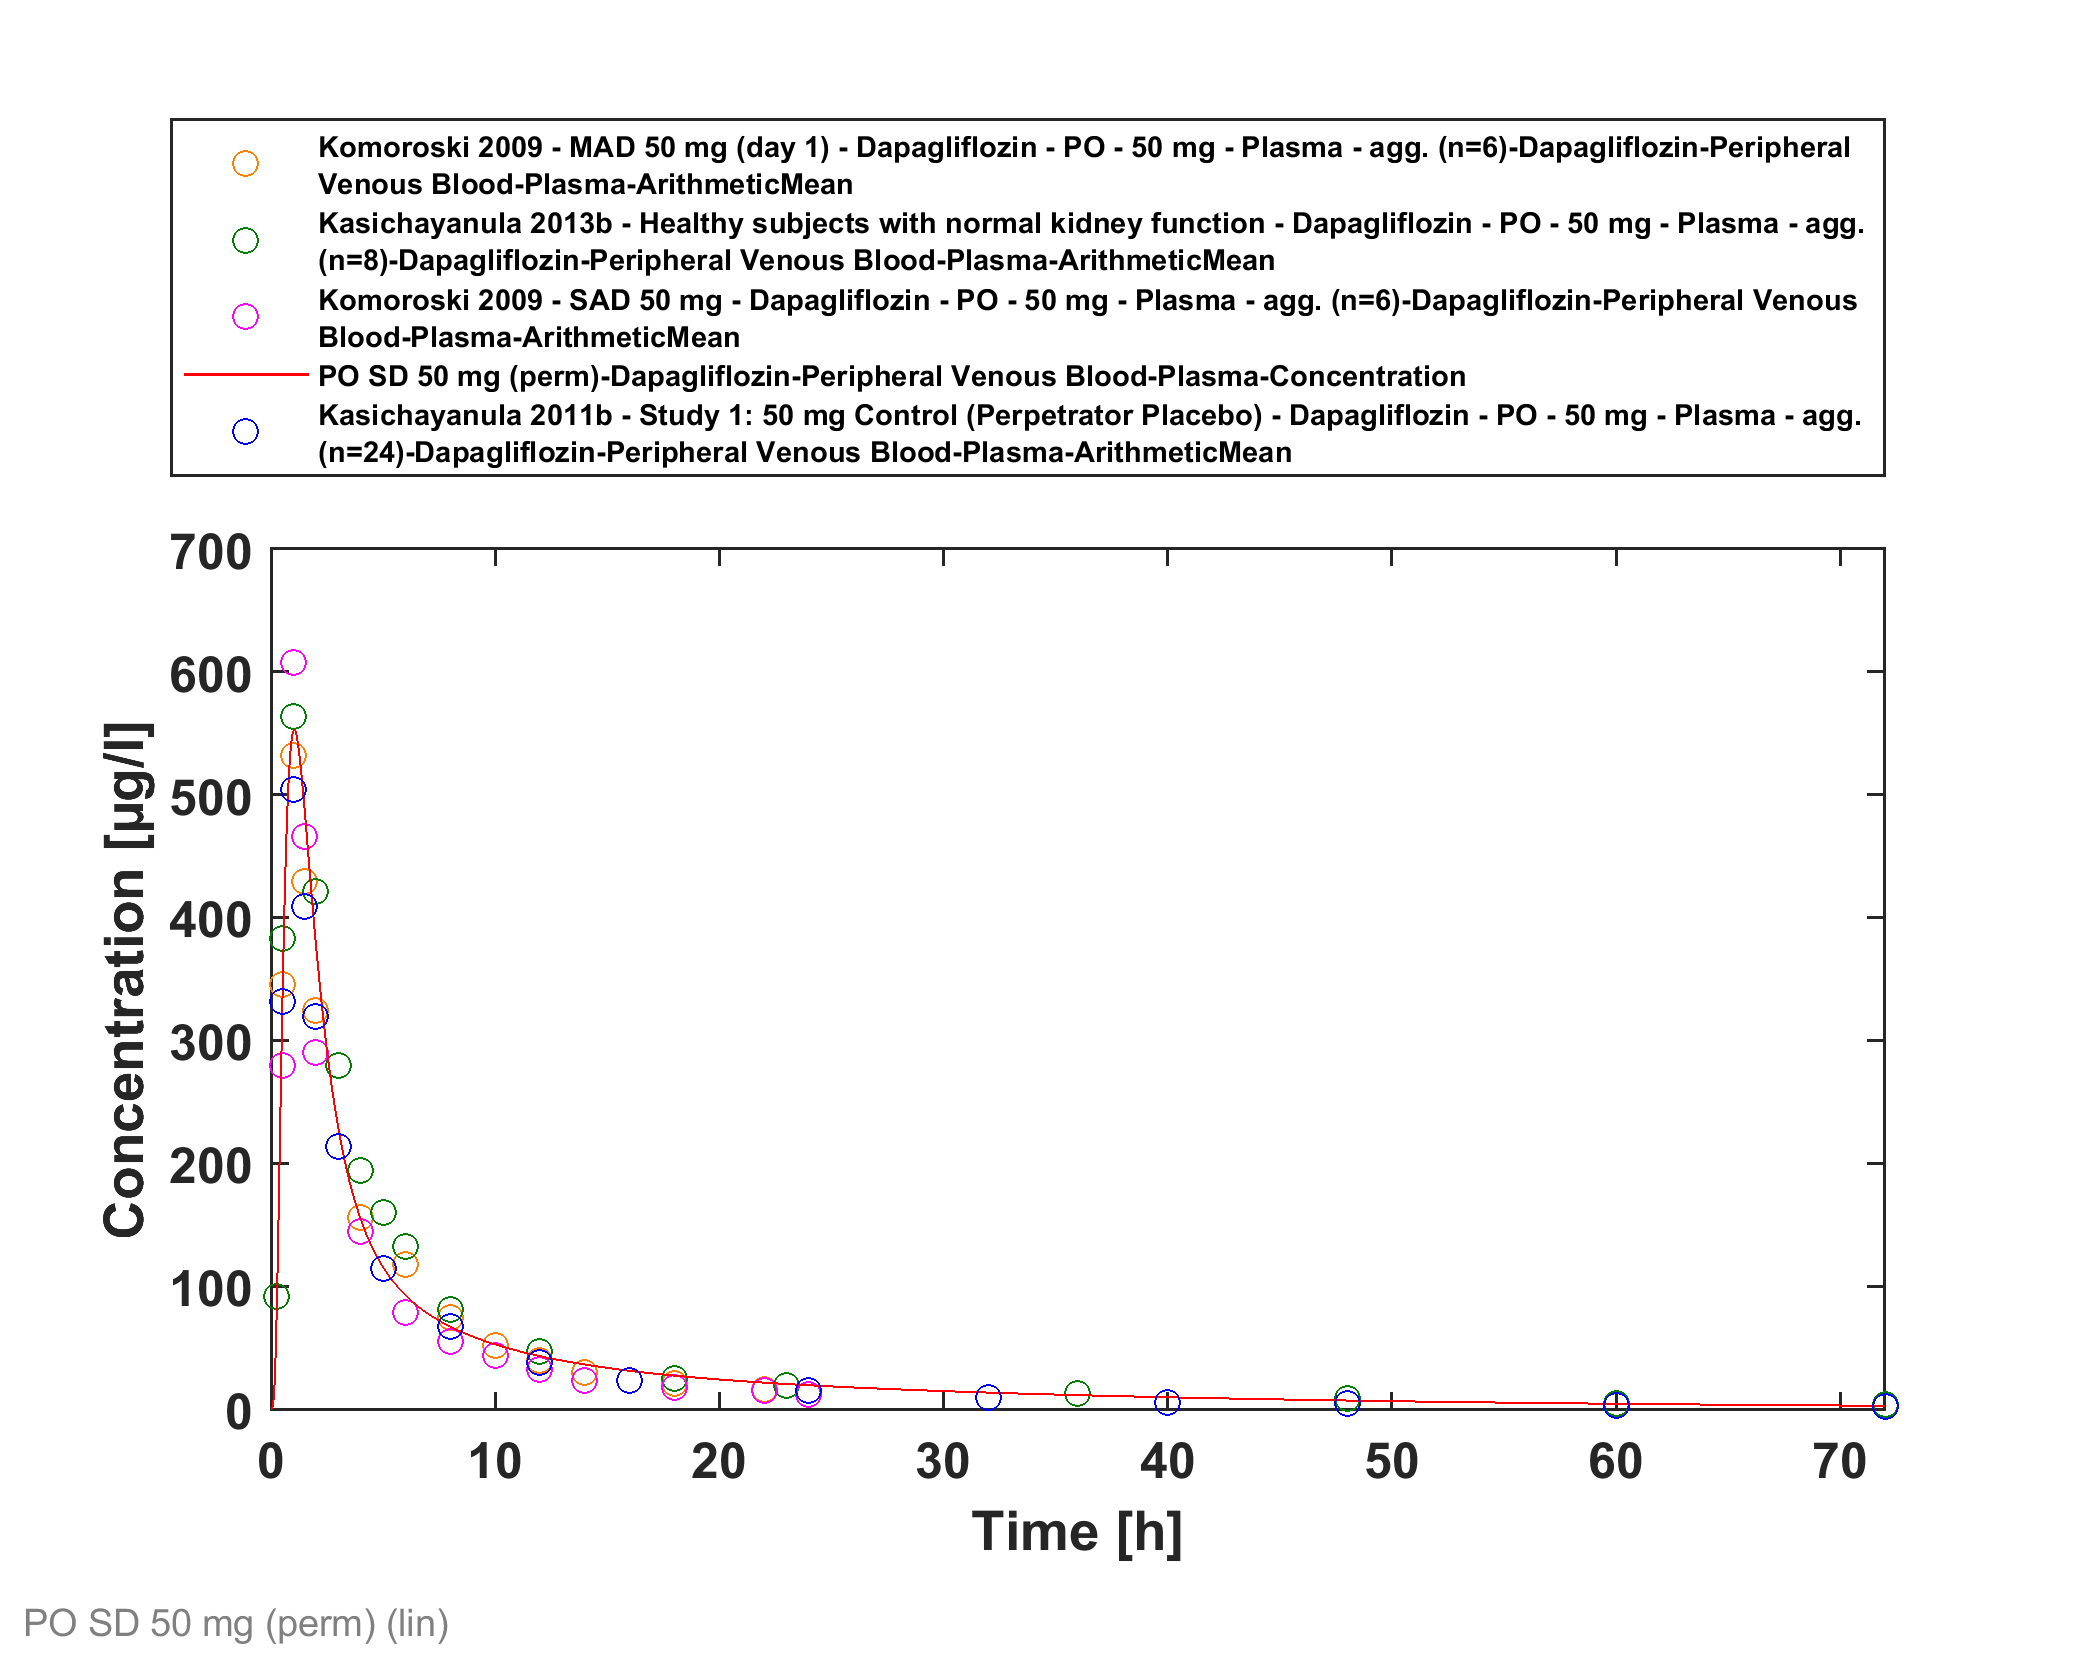 Komoroski 2009 - MAD 50 mg (day 1) - Dapagliflozin - PO - 50 mg - Plasma - agg. (n=6)-Dapagliflozin-Peripheral
Venous Blood-Plasma-ArithmeticMean
Kasichayanula 2013b - Healthy subjects with normal kidney function - Dapagliflozin - PO - 50 mg - Plasma - agg.
(n=8)-Dapagliflozin-Peripheral Venous Blood-Plasma-ArithmeticMean
Komoroski 2009 - SAD 50 mg - Dapagliflozin - PO - 50 mg - Plasma - agg. (n=6)-Dapagliflozin-Peripheral Venous
Blood-Plasma-ArithmeticMean
PO SD 50 mg (perm)-Dapagliflozin-Peripheral Venous Blood-Plasma-Concentration
Kasichayanula 2011b - Study 1: 50 mg Control (Perpetrator Placebo) - Dapagliflozin - PO - 50 mg - Plasma - agg.
(n=24)-Dapagliflozin-Peripheral Venous Blood-Plasma-ArithmeticMean
700
600
500
400
300
200
100
0
Concentration [µg/l]
0 10 20 30 40 50 60 70
Time [h]
PO SD 50 mg (perm) (lin)